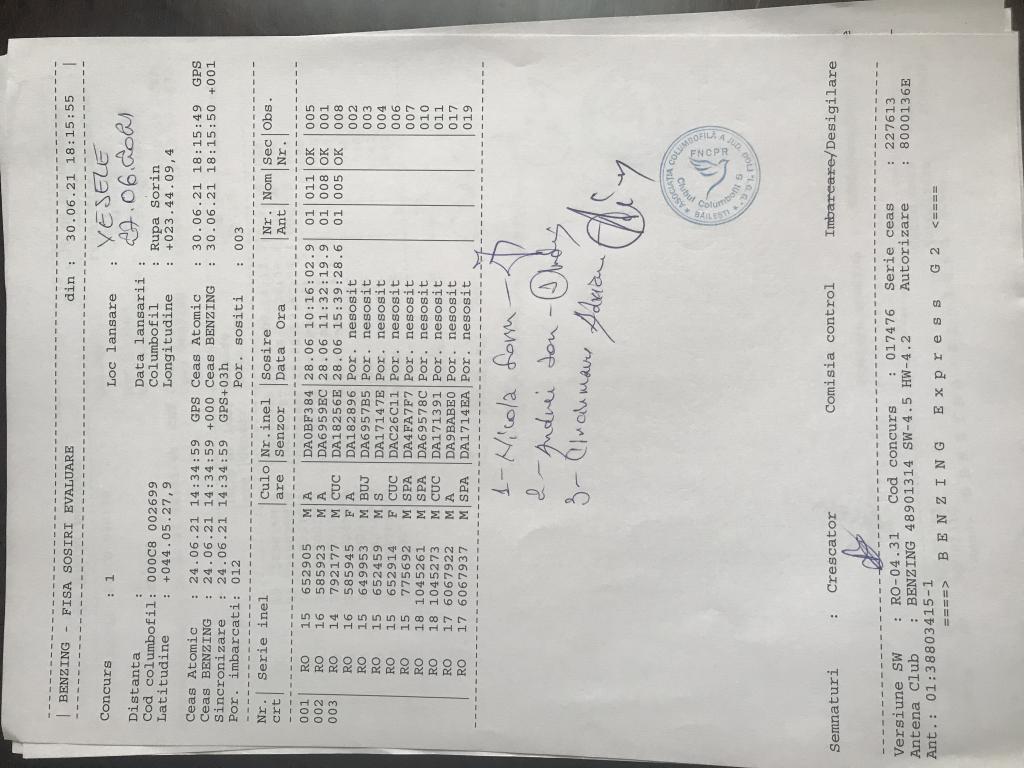 | BENZING - FISA SOSIRI EVALUARE din : 30.06.21 18:15:55 |
Concurs : 1 Loc lansare : 
Distanta : Data lansarii : 27.06.2021
Cod columbofil: 000C8 002699 Columbofil : Rupa Sorin
Latitudine : +044.05.27,9 Longitudine : +023.44.09,4
Ceas Atomic : 24.06.21 14:34:59 GPS Ceas Atomic : 30.06.21 18:15:49 GPS
Ceas BENZING : 24.06.21 14:34:59 +000 Ceas BENZING : 30.06.21 18:15:50 +001
Sincronizare : 24.06.21 14:34:59 GPS+03h
Por. imbarcati: 012 Por. sositi : 003
Nr.| Serie inel |Culo|Nr.inel |Sosire |Nr.|Nom|Sec|Obs.
crt| |are |Senzor |Data Ora |Ant| |Nr.|
001| RO 15 652905 M|A |DA0BF384|28.06 10:16:02.9|01|011|OK |005
002| RO 16 585923 M|A |DA6959EC|28.06 11:32:19.9|01|008|OK |001
003| RO 14 792177 M|CUC |DA18256E|28.06 15:39:28.6|01|005|OK |008
RO 16 585945 F|A |DA182896|Por. nesosit |002
RO 15 649953 M|BUJ |DA6957B5|Por. nesosit |003
RO 15 652459 M|S |DA17147E|Por. nesosit |004
RO 15 652914 F|CUC |DAC26C11|Por. nesosit |006
RO 15 775692 M|SPA |DA4FA7F7|Por. nesosit |007
RO 18 1045261 M|SPA |DA69578C|Por. nesosit |010
RO 18 1045273 M|CUC |DA171391|Por. nesosit |011
RO 17 6067922 M|A |DA9BABE0|Por. nesosit |017
RO 17 6067937 M|SPA |DA1714EA|Por. nesosit |019
1-
2- Andrei Ion -
3-
ASOCIATIA COLUMBOFILĂ A JUD. DOLJ
FNCPR
Clubul Columbofil 5
* BĂILEȘTI *
Semnaturi : Crescator Comisia control Imbarcare/Desigilare
Versiune SW : RO-04.31 Cod concurs : 017476 Serie ceas : 227613
Antena Club : BENZING 48901314 SW-4.5 HW-4.2 Autorizare : 8000136E
Ant.: 01:38803415-1
====> B E N Z I N G E x p r e s s G 2 <====